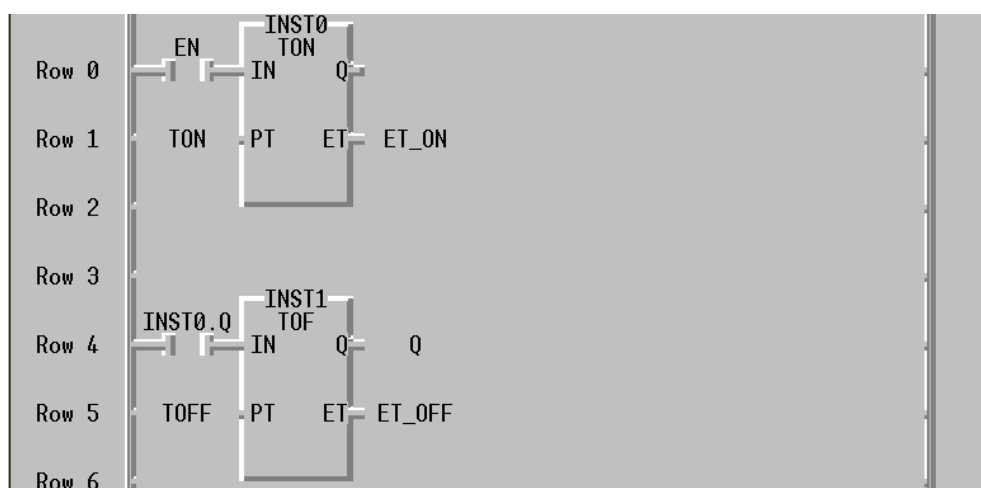 INST0
EN TON
Row 0 IN Q
Row 1 TON PT ET ET_ON
Row 2
Row 3
INST1
INST0.Q TOF
Row 4 IN Q Q
Row 5 TOFF PT ET ET_OFF
Row 6